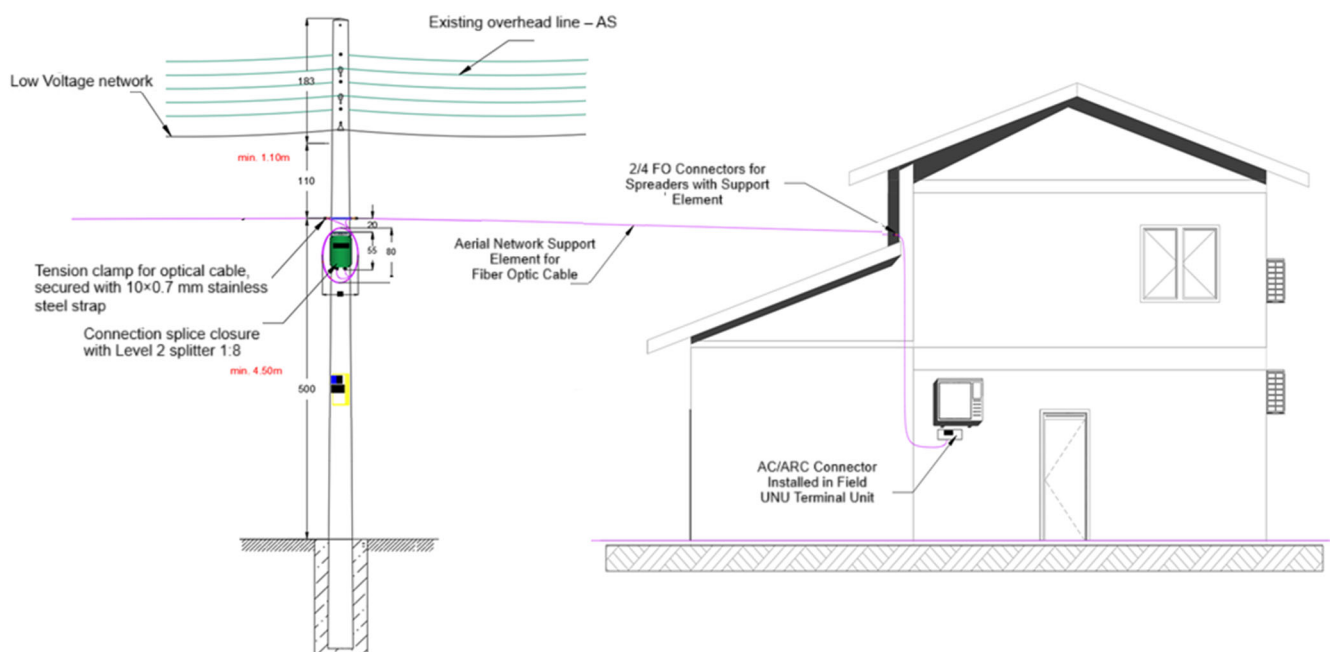 Existing overhead line – AS
Low Voltage network
183
min. 1.10m
110
2/4 FO Connectors for
Spreaders with Support
Element
20
55
80
Aerial Network Support
Element for
Fiber Optic Cable
Tension clamp for optical cable,
secured with 10×0.7 mm stainless
steel strap
Connection splice closure
with Level 2 splitter 1:8
min. 4.50m
500
AC/ARC Connector
Installed in Field
UNU Terminal Unit